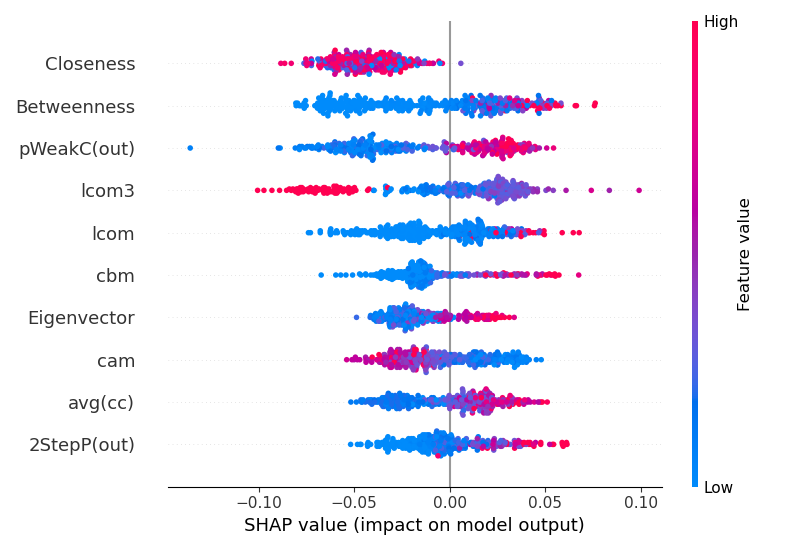 High
Closeness
Betweenness
pWeakC(out)
lcom3
lcom
cbm
Eigenvector
cam
avg(cc)
2StepP(out)
Feature value
Low
−0.10
−0.05
0.00
0.05
0.10
SHAP value (impact on model output)